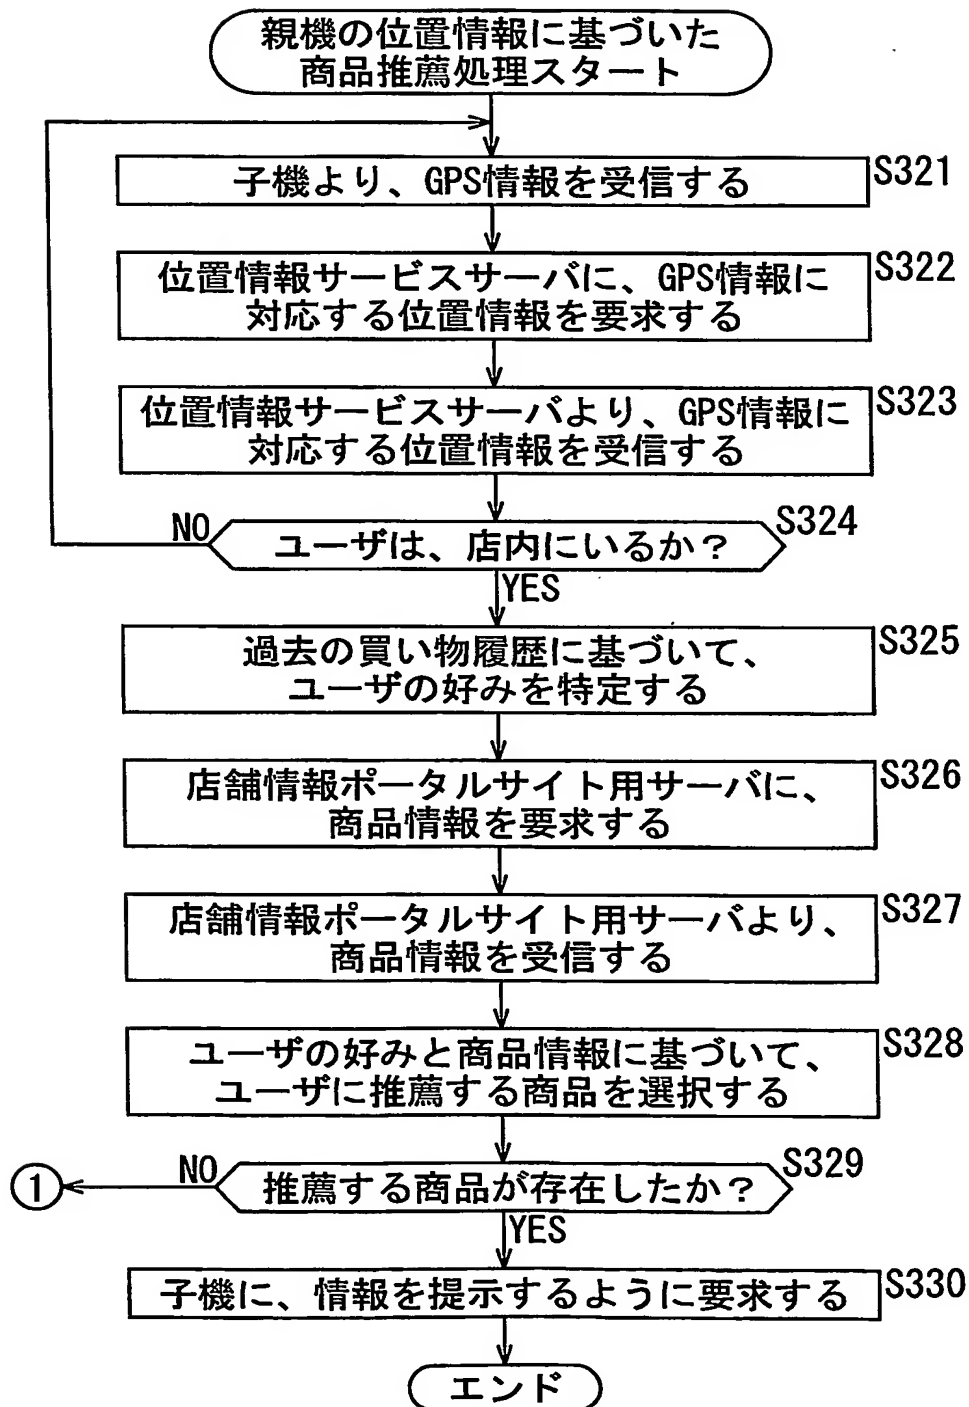 親機の位置情報に基づいた
商品推薦処理スタート
子機より、GPS情報を受信する
S321
位置情報サービスサーバに、GPS情報に
対応する位置情報を要求する
S322
位置情報サービスサーバより、GPS情報に
対応する位置情報を受信する
S323
NO
ユーザは、店内にいるか？
S324
YES
過去の買い物履歴に基づいて、
ユーザの好みを特定する
S325
店舗情報ポータルサイト用サーバに、
商品情報を要求する
S326
店舗情報ポータルサイト用サーバより、
商品情報を受信する
S327
ユーザの好みと商品情報に基づいて、
ユーザに推薦する商品を選択する
S328
①
NO
推薦する商品が存在したか？
S329
YES
子機に、情報を提示するように要求する
S330
エンド